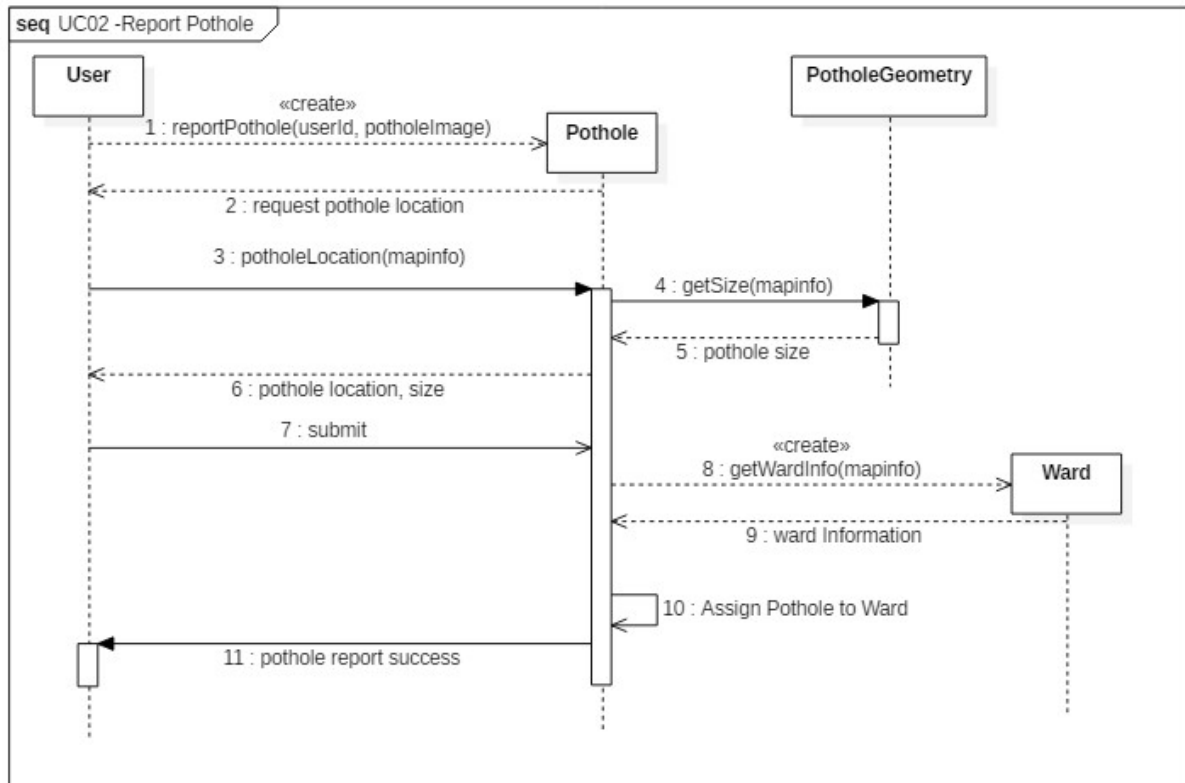 seq UC02 -Report Pothole
User
PotholeGeometry
«create»
1 : reportPothole(userId, potholeImage)
Pothole
2 : request pothole location
3 : potholeLocation(mapinfo)
4 : getSize(mapinfo)
5 : pothole size
6 : pothole location, size
7 : submit
«create»
8 : getWardInfo(mapinfo)
Ward
9 : ward Information
10 : Assign Pothole to Ward
11 : pothole report success